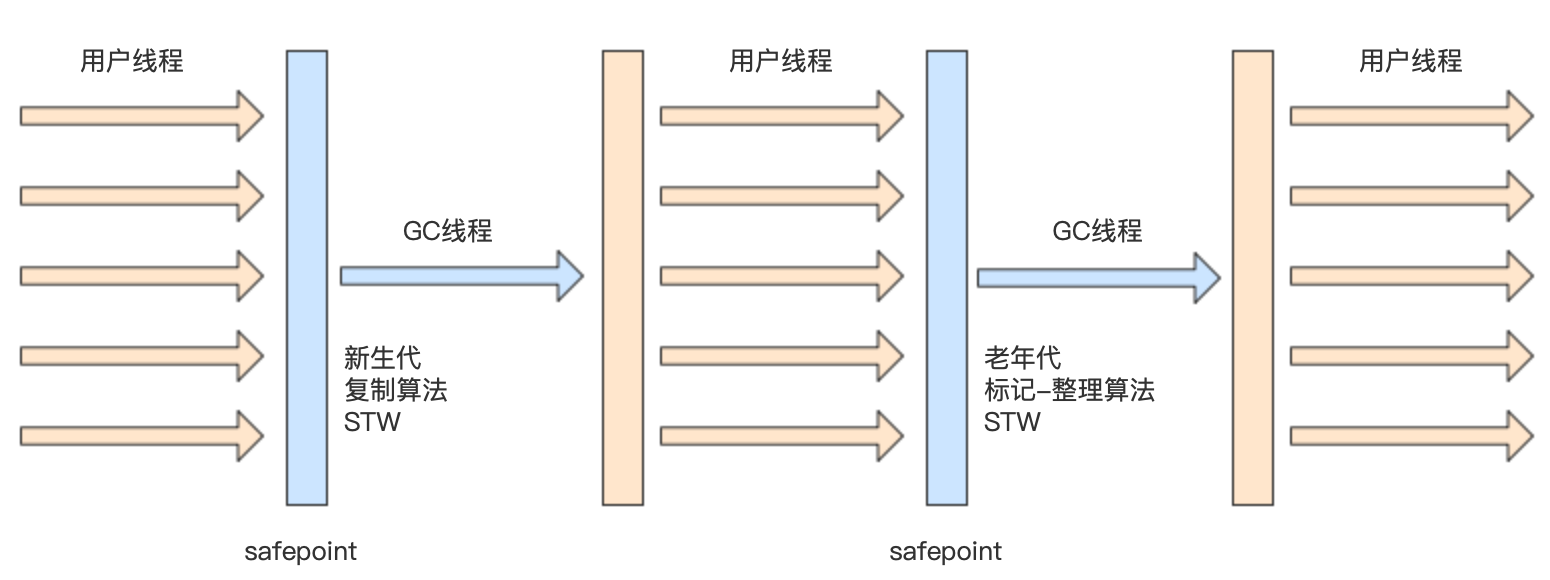 用户线程
用户线程
用户线程
GC线程
GC线程
新生代
复制算法
STW
老年代
标记–整理算法
STW
safepoint
safepoint